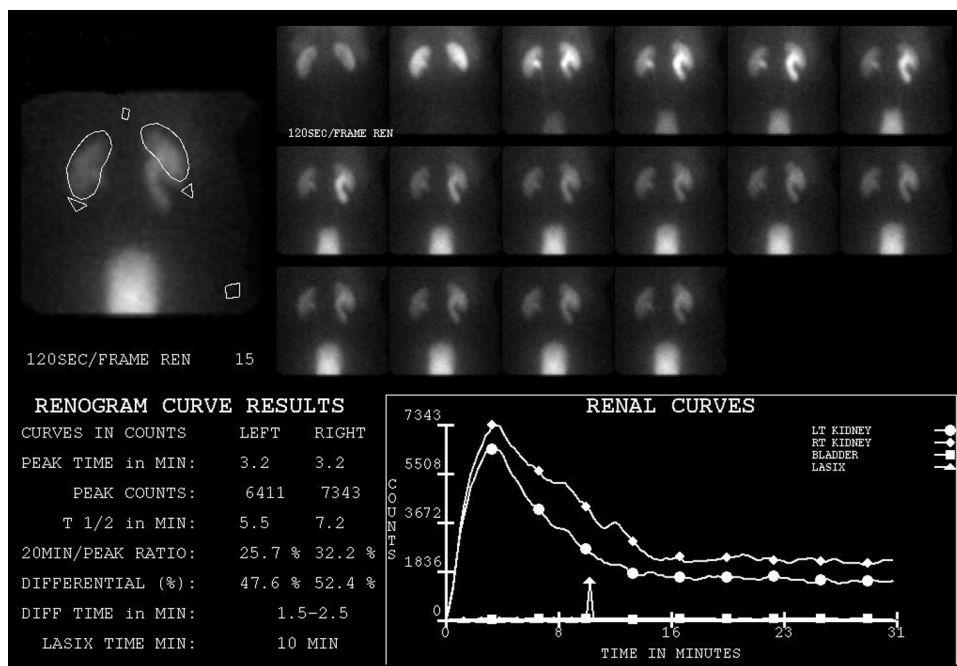 120SEC/FRAME REN
120SEC/FRAME REN 15
RENOGRAM CURVE RESULTS
CURVES IN COUNTS LEFT RIGHT
PEAK TIME in MIN: 3.2 3.2
PEAK COUNTS: 6411 7343
T 1/2 in MIN: 5.5 7.2
20MIN/PEAK RATIO: 25.7 % 32.2 %
DIFFERENTIAL (%): 47.6 % 52.4 %
DIFF TIME in MIN: 1.5-2.5
LASIX TIME MIN: 10 MIN
RENAL CURVES
LT KIDNEY
RT KIDNEY
BLADDER
LASIX
COUNTS
7343
5508
3672
1836
0
0 8 16 23 31
TIME IN MINUTES